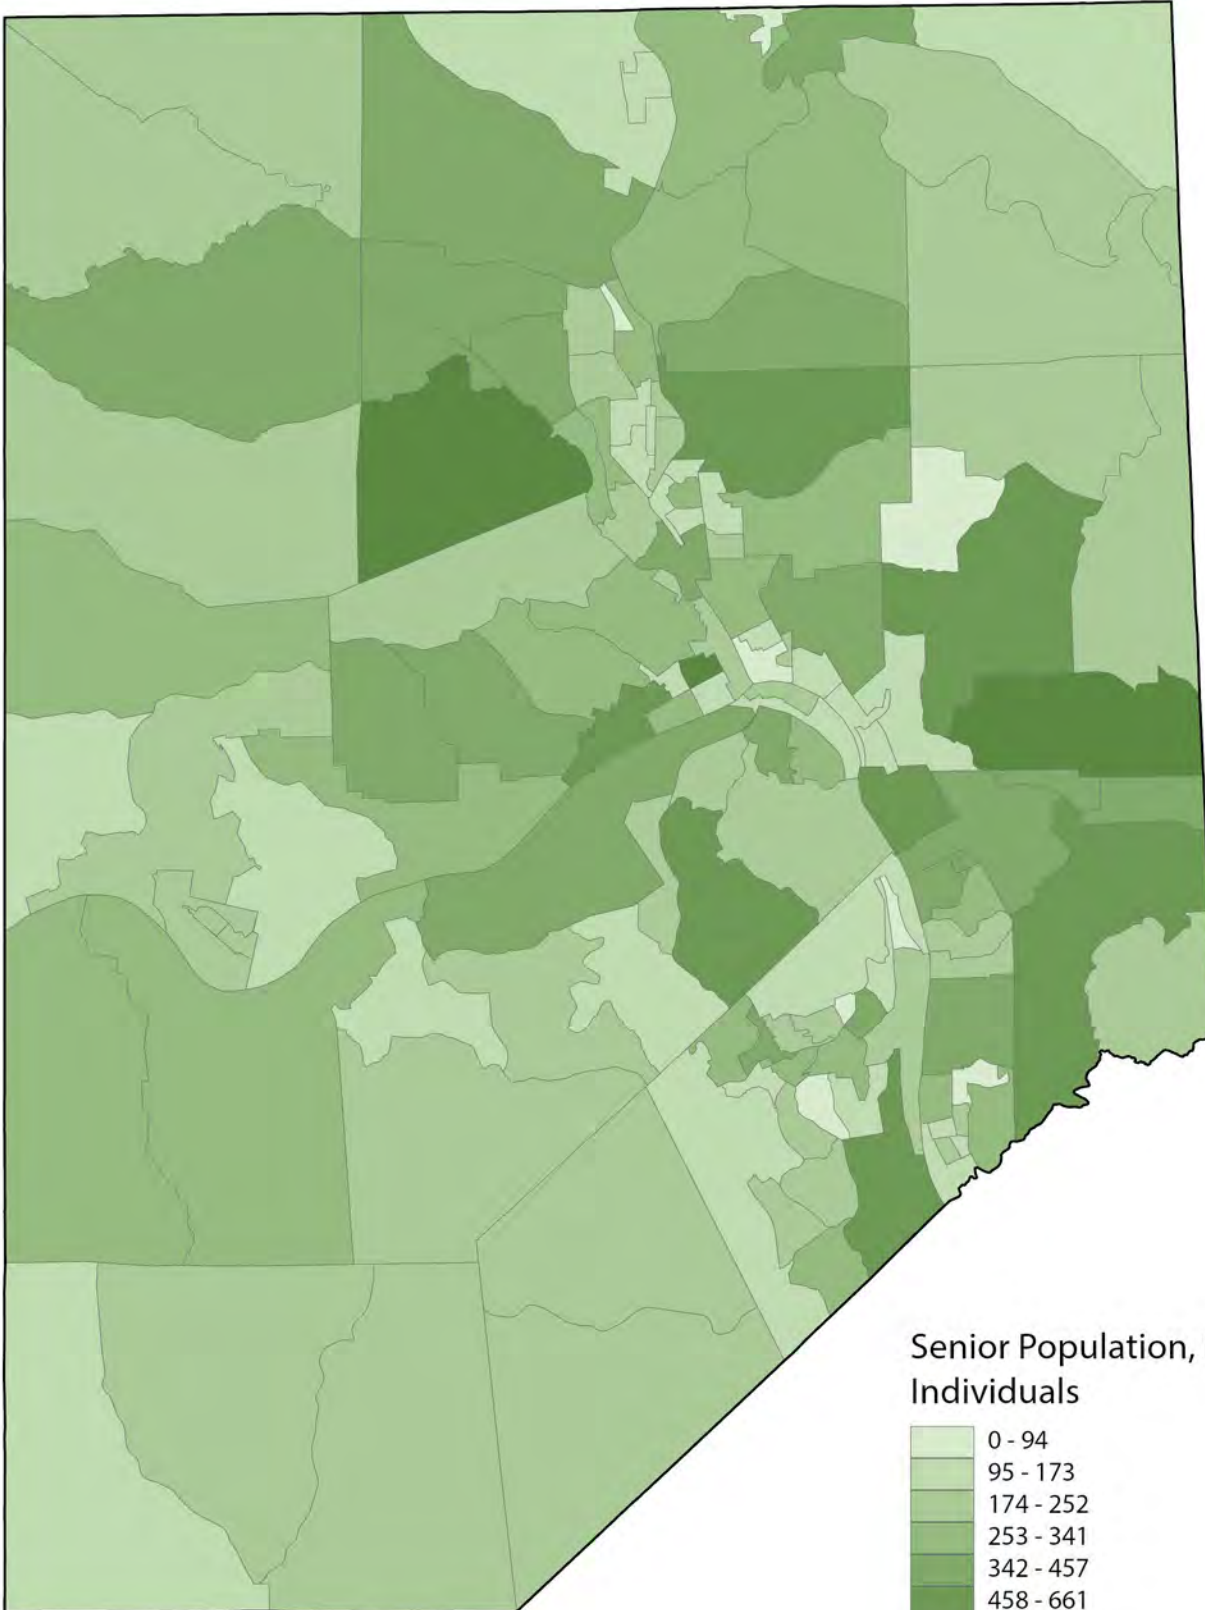 Senior Population,
Individuals
0 - 94
95 - 173
174 - 252
253 - 341
342 - 457
458 - 661